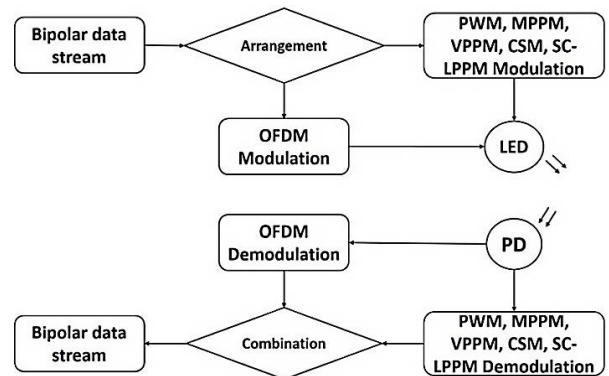 Bipolar data
stream
Arrangement
PWM, MPPM,
VPPM, CSM, SC-
LPPM Modulation
OFDM
Modulation
LED
OFDM
Demodulation
PD
Bipolar data
stream
Combination
PWM, MPPM,
VPPM, CSM, SC-
LPPM Demodulation